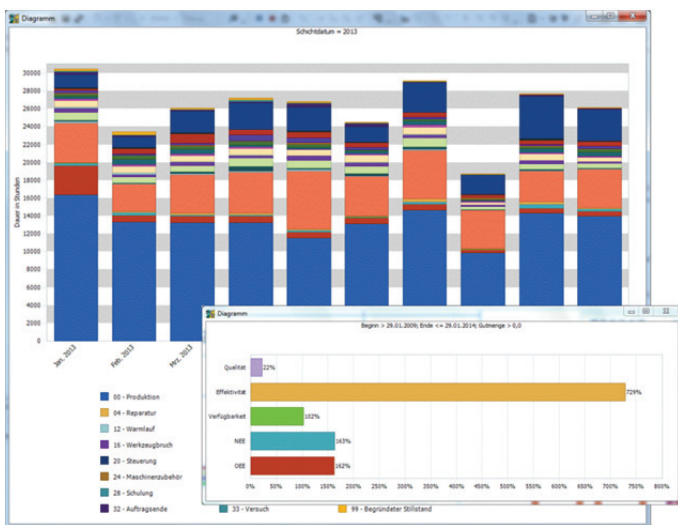 Diagramm
Schichtdatum = 2013
Dauer in Stunden
30000
28000
26000
24000
22000
20000
18000
16000
14000
12000
10000
8000
6000
4000
2000
0
Jan. 2013
Feb. 2013
Mrz. 2013
00 - Produktion
04 - Reparatur
12 - Warmlauf
16 - Werkzeugbruch
20 - Steuerung
24 - Maschinenzubehör
28 - Schulung
32 - Auftragsende
33 - Versuch
99 - Begründeter Stillstand
Diagramm
Beginn > 29.01.2009; Ende <= 29.01.2014; Gutmenge > 0,0
Qualität
22%
Effektivität
729%
Verfügbarkeit
102%
NEE
163%
OEE
162%
0% 50% 100% 150% 200% 250% 300% 350% 400% 450% 500% 550% 600% 650% 700% 750% 800%